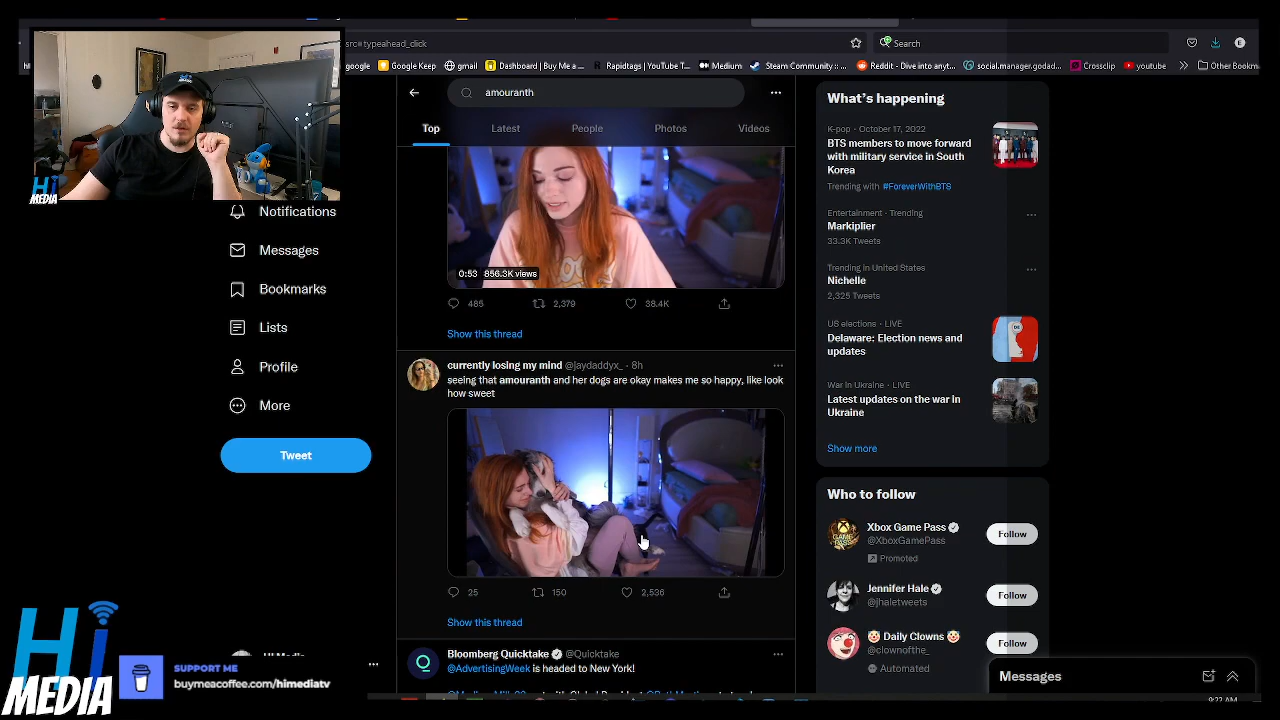 src=typeahead_click
Search
google
Google Keep
gmail
Dashboard | Buy Me a ...
Rapidtags | YouTube T...
Medium
Steam Community :: ...
Reddit - Dive into anyt...
social.manager.godad...
Crossclip
youtube
Other Bookm
amouranth
Top
Latest
People
Photos
Videos
Hi
MEDIA
Notifications
Messages
Bookmarks
Lists
Profile
More
Tweet
0:53 856.3K views
485
2,379
38.4K
Show this thread
currently losing my mind @jaydaddyx_ · 8h
seeing that amouranth and her dogs are okay makes me so happy, like look
how sweet
25
150
2,536
Show this thread
Bloomberg Quicktake @Quicktake
@AdvertisingWeek is headed to New York!
What's happening
K-pop · October 17, 2022
BTS members to move forward
with military service in South
Korea
Trending with #ForeverWithBTS
Entertainment · Trending
Markiplier
33.3K Tweets
Trending in United States
Nichelle
2,325 Tweets
US elections · LIVE
Delaware: Election news and
updates
War in Ukraine · LIVE
Latest updates on the war in
Ukraine
Show more
Who to follow
Xbox Game Pass
@XboxGamePass
Promoted
Follow
Jennifer Hale
@jhaletweets
Follow
Daily Clowns
@clownofthe_
Automated
Follow
Messages
Hi
MEDIA
SUPPORT ME
buymeacoffee.com/himediatv
9:22 AM